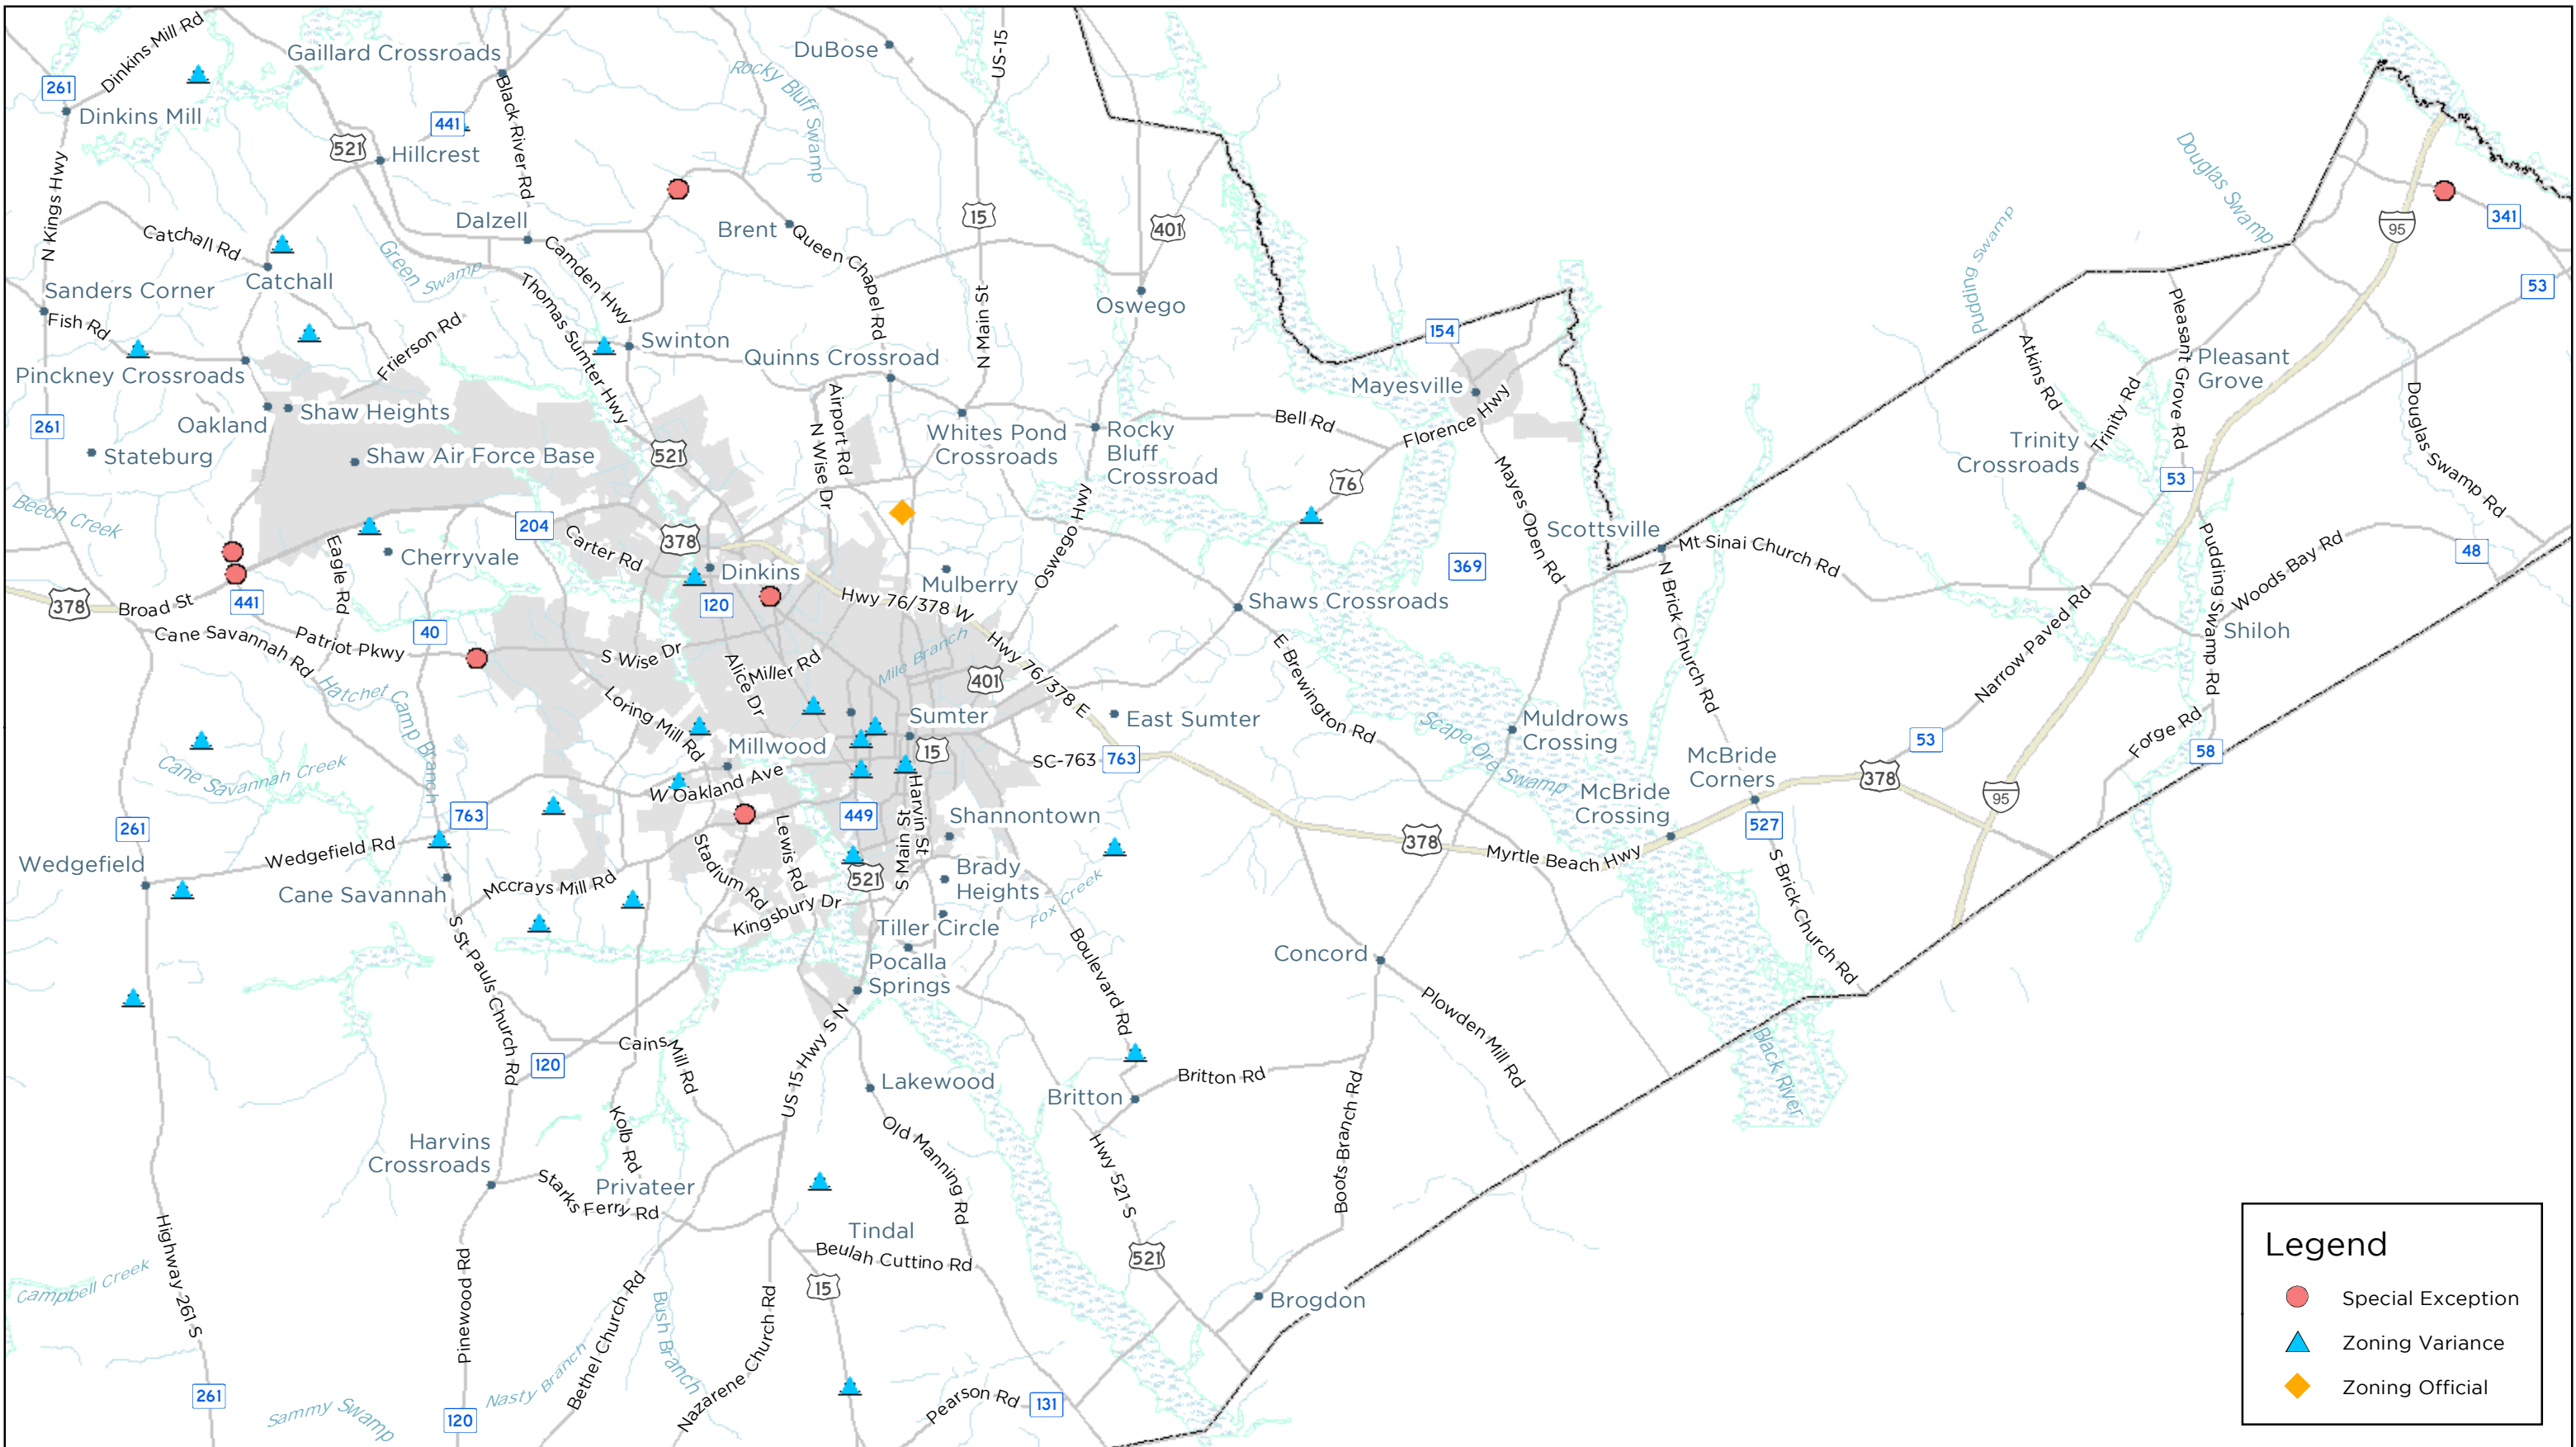 Dinkins Mill Rd
Gaillard Crossroads
DuBose
US-15
261
Dinkins Mill
441
Black River Rd
Rocky Bluff Swamp
521
Hillcrest
Douglas Swamp
N Kings Hwy
Catchall Rd
Dalzell
Brent
15
401
Pudding swamp
95
341
Green Swamp
Camden Hwy
Queen Chapel Rd
Catchall
Sanders Corner
Fish Rd
Thomas Sumter Hwy
N Main St
Oswego
53
Frierson Rd
Swinton
Quinns Crossroad
154
Atkins Rd
Pleasant Grove Rd
Pleasant
Grove
Pinckney Crossroads
Mayesville
Airport Rd
N Wise Dr
Oakland
Shaw Heights
Bell Rd
Florence Hwy
Trinity Rd
Douglas Swamp Rd
261
Stateburg
Shaw Air Force Base
521
Whites Pond
Crossroads
Rocky
Bluff
Crossroad
Trinity
Crossroads
53
76
Mayes Open Rd
Beech Creek
204
Carter Rd
378
Oswego Hwy
Scottsville
Mt Sinai Church Rd
Pudding Swamp Rd
Woods Bay Rd
48
Eagle Rd
Cherryvale
Dinkins
Mulberry
369
378
Broad St
441
120
Hwy 76/378 W
Shaws Crossroads
N Brick Church Rd
Narrow Paved Rd
Shiloh
Cane Savannah Rd
Patriot Pkwy
40
S Wise Dr
Alice Dr
Miller Rd
Mile Branch
Hwy 76/378 E
401
E Brewington Rd
Hatchet Camp Branch
Loring Mill Rd
Sumter
East Sumter
Scape Ore Swamp
Muldrows
Crossing
Forge Rd
Millwood
15
SC-763
763
McBride
Corners
53
58
Cane Savannah Creek
W Oakland Ave
McBride
Crossing
378
95
261
763
449
Harvin St
S Main St
Shannontown
527
Wedgefield
Wedgefield Rd
Stadium Rd
Lewis Rd
378
Myrtle Beach Hwy
Cane Savannah
Mccrays Mill Rd
521
Brady
Heights
Fox Creek
S Brick Church Rd
Kingsbury Dr
Tiller Circle
S St Pauls Church Rd
Pocalla
Springs
Boulevard Rd
Concord
Plowden Mill Rd
Cains Mill Rd
US 15 Hwy S N
120
Lakewood
Britton
Britton Rd
Black River
Kolb Rd
Old Manning Rd
Boots Branch Rd
Harvins
Crossroads
Hwy 521 S
Starks Ferry Rd
Privateer
Tindal
Beulah Cuttino Rd
Highway 261 S
Campbell Creek
Pinewood Rd
15
521
Brogdon
Bethel Church Rd
Bush Branch
Nazarene Church Rd
Nasty Branch
261
Sammy Swamp
120
Pearson Rd
131
Legend
Special Exception
Zoning Variance
Zoning Official